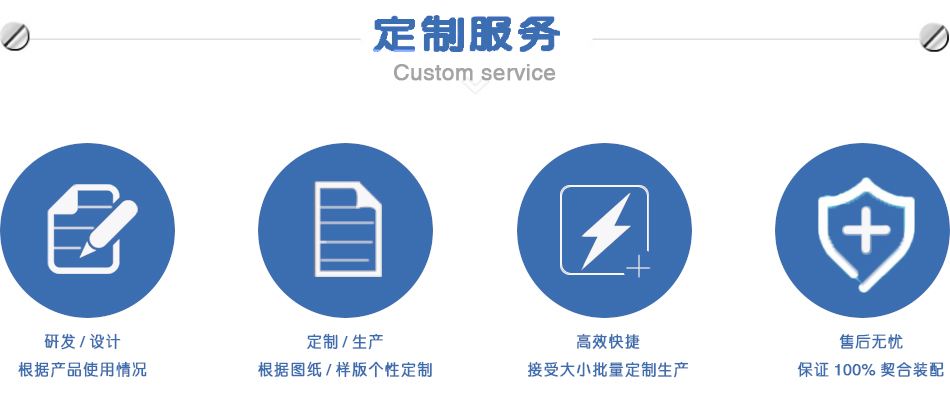 定制服务
Custom service
研发 / 设计
根据产品使用情况
定制 / 生产
根据图纸 / 样版个性定制
高效快捷
接受大小批量定制生产
售后无忧
保证 100% 契合装配